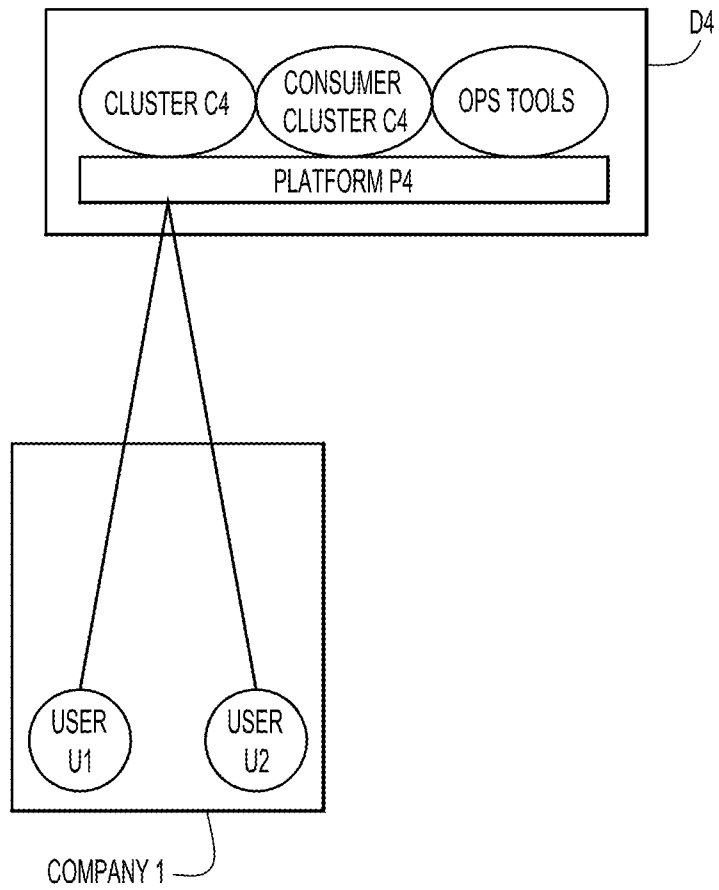 D4
CLUSTER C4
CONSUMER
CLUSTER C4
OPS TOOLS
PLATFORM P4
USER
U1
USER
U2
COMPANY 1